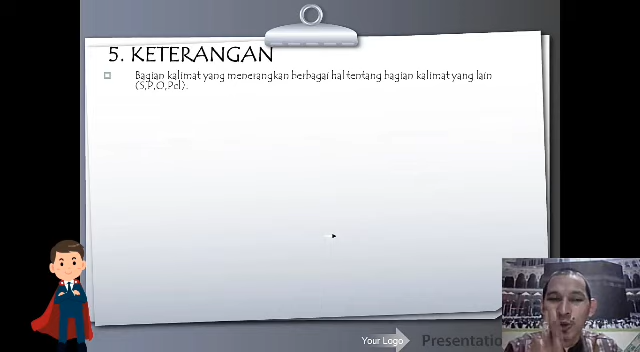 5. KETERANGAN
Bagian kalimat yang menerangkan berbagai hal tentang bagian kalimat yang lain
(S,P,O,Pel).
Your Logo
Presentatio